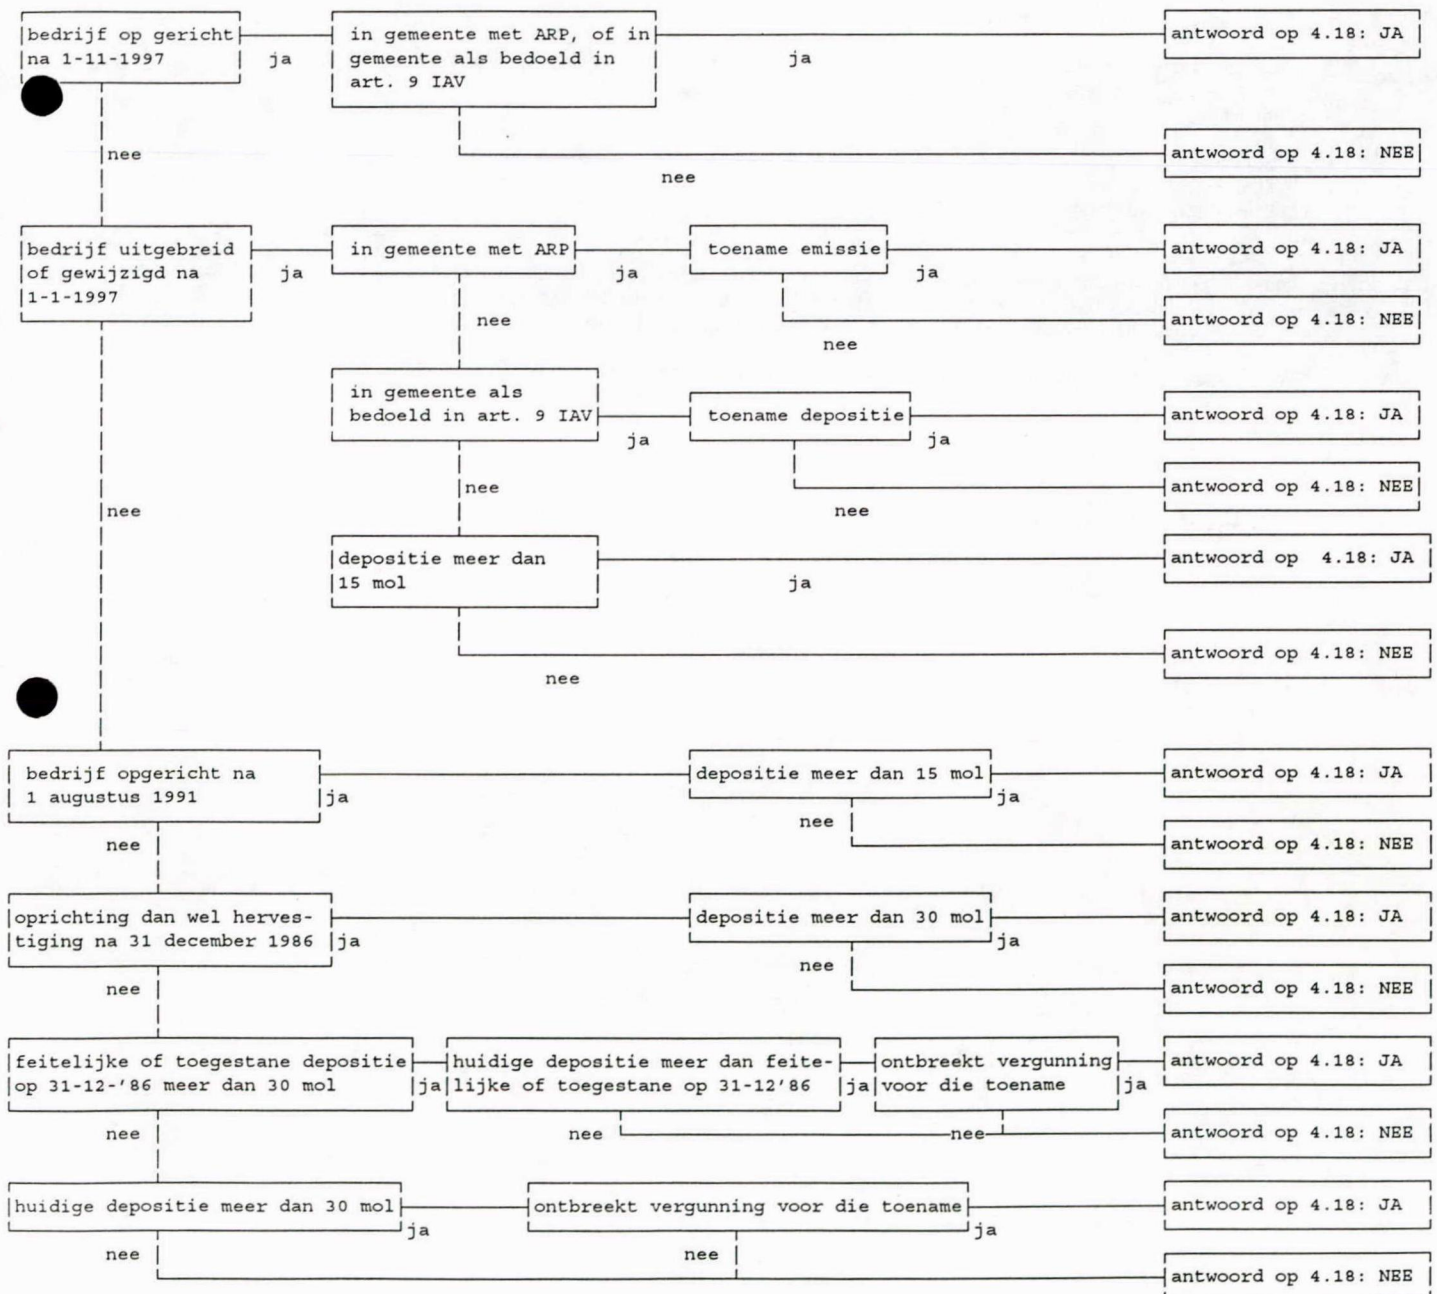 bedrijf op gericht
na 1-11-1997
ja
in gemeente met ARP, of in
gemeente als bedoeld in
art. 9 IAV
ja
antwoord op 4.18: JA
nee
nee
antwoord op 4.18: NEE
bedrijf uitgebreid
of gewijzigd na
1-1-1997
ja
in gemeente met ARP
ja
toename emissie
ja
antwoord op 4.18: JA
nee
nee
antwoord op 4.18: NEE
in gemeente als
bedoeld in art. 9 IAV
ja
toename depositie
ja
antwoord op 4.18: JA
nee
nee
antwoord op 4.18: NEE
nee
depositie meer dan
15 mol
ja
antwoord op 4.18: JA
nee
antwoord op 4.18: NEE
bedrijf opgericht na
1 augustus 1991
ja
depositie meer dan 15 mol
ja
antwoord op 4.18: JA
nee
nee
antwoord op 4.18: NEE
oprichting dan wel herves-
tiging na 31 december 1986
ja
depositie meer dan 30 mol
ja
antwoord op 4.18: JA
nee
nee
antwoord op 4.18: NEE
feitelijke of toegestane depositie
op 31-12-'86 meer dan 30 mol
ja
huidige depositie meer dan feite-
lijke of toegestane op 31-12'86
ja
ontbreekt vergunning
voor die toename
ja
antwoord op 4.18: JA
nee
nee
nee
antwoord op 4.18: NEE
huidige depositie meer dan 30 mol
ja
ontbreekt vergunning voor die toename
ja
antwoord op 4.18: JA
nee
nee
antwoord op 4.18: NEE